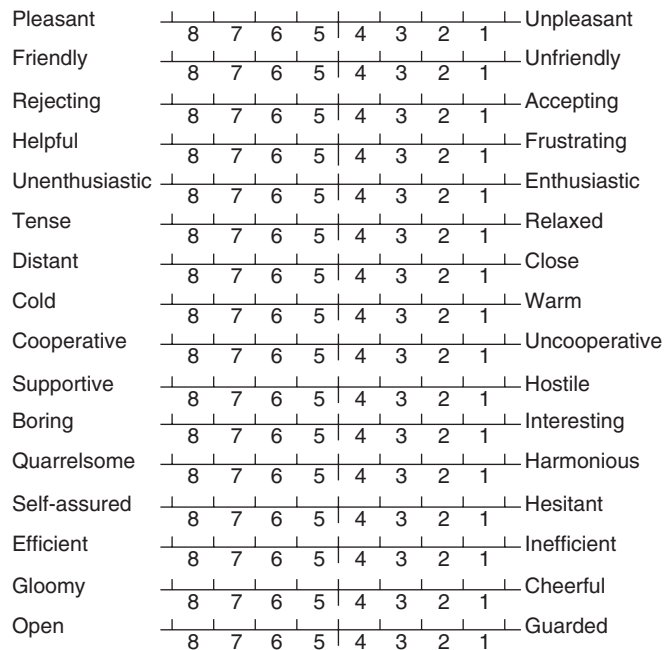 Pleasant 8 7 6 5 4 3 2 1 Unpleasant
Friendly 8 7 6 5 4 3 2 1 Unfriendly
Rejecting 8 7 6 5 4 3 2 1 Accepting
Helpful 8 7 6 5 4 3 2 1 Frustrating
Unenthusiastic 8 7 6 5 4 3 2 1 Enthusiastic
Tense 8 7 6 5 4 3 2 1 Relaxed
Distant 8 7 6 5 4 3 2 1 Close
Cold 8 7 6 5 4 3 2 1 Warm
Cooperative 8 7 6 5 4 3 2 1 Uncooperative
Supportive 8 7 6 5 4 3 2 1 Hostile
Boring 8 7 6 5 4 3 2 1 Interesting
Quarrelsome 8 7 6 5 4 3 2 1 Harmonious
Self-assured 8 7 6 5 4 3 2 1 Hesitant
Efficient 8 7 6 5 4 3 2 1 Inefficient
Gloomy 8 7 6 5 4 3 2 1 Cheerful
Open 8 7 6 5 4 3 2 1 Guarded